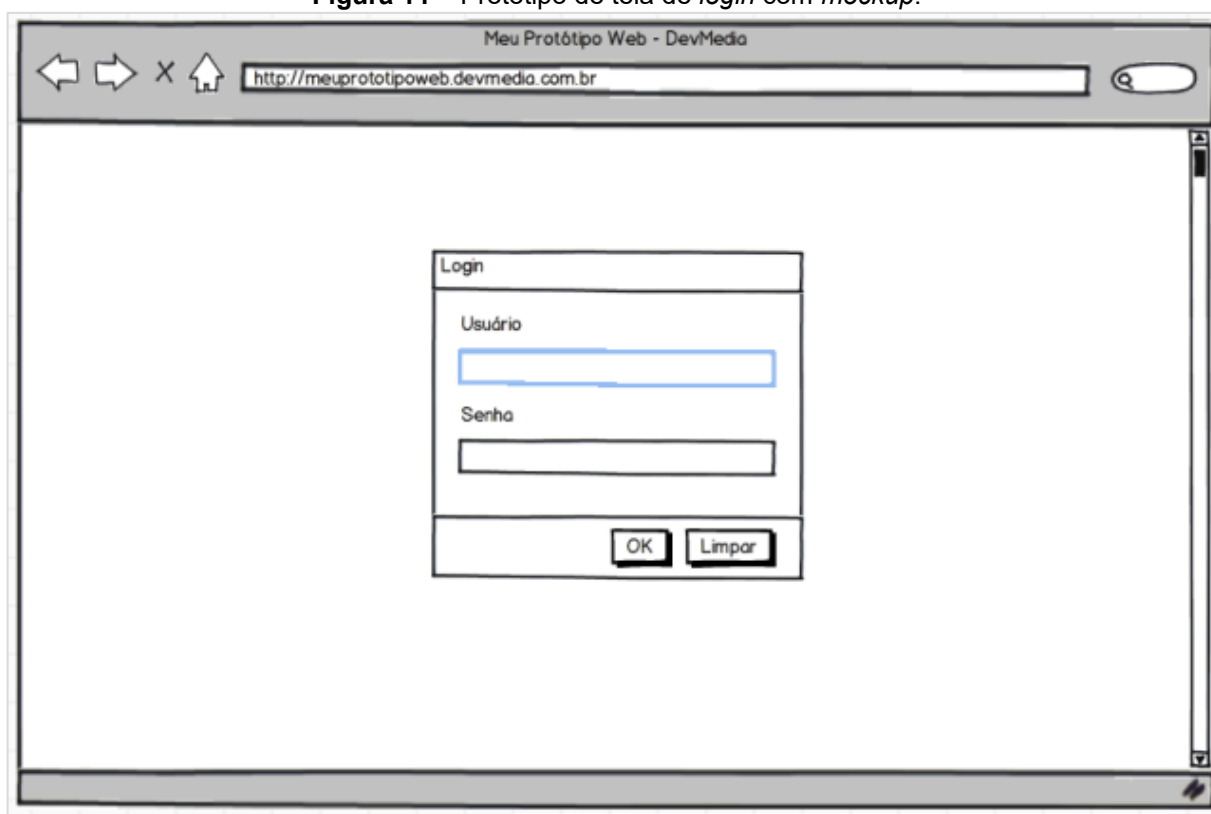 Meu Protótipo Web - DevMedia
http://meuprototipoweb.devmedia.com.br
Login
Usuário
Senha
OK Limpar